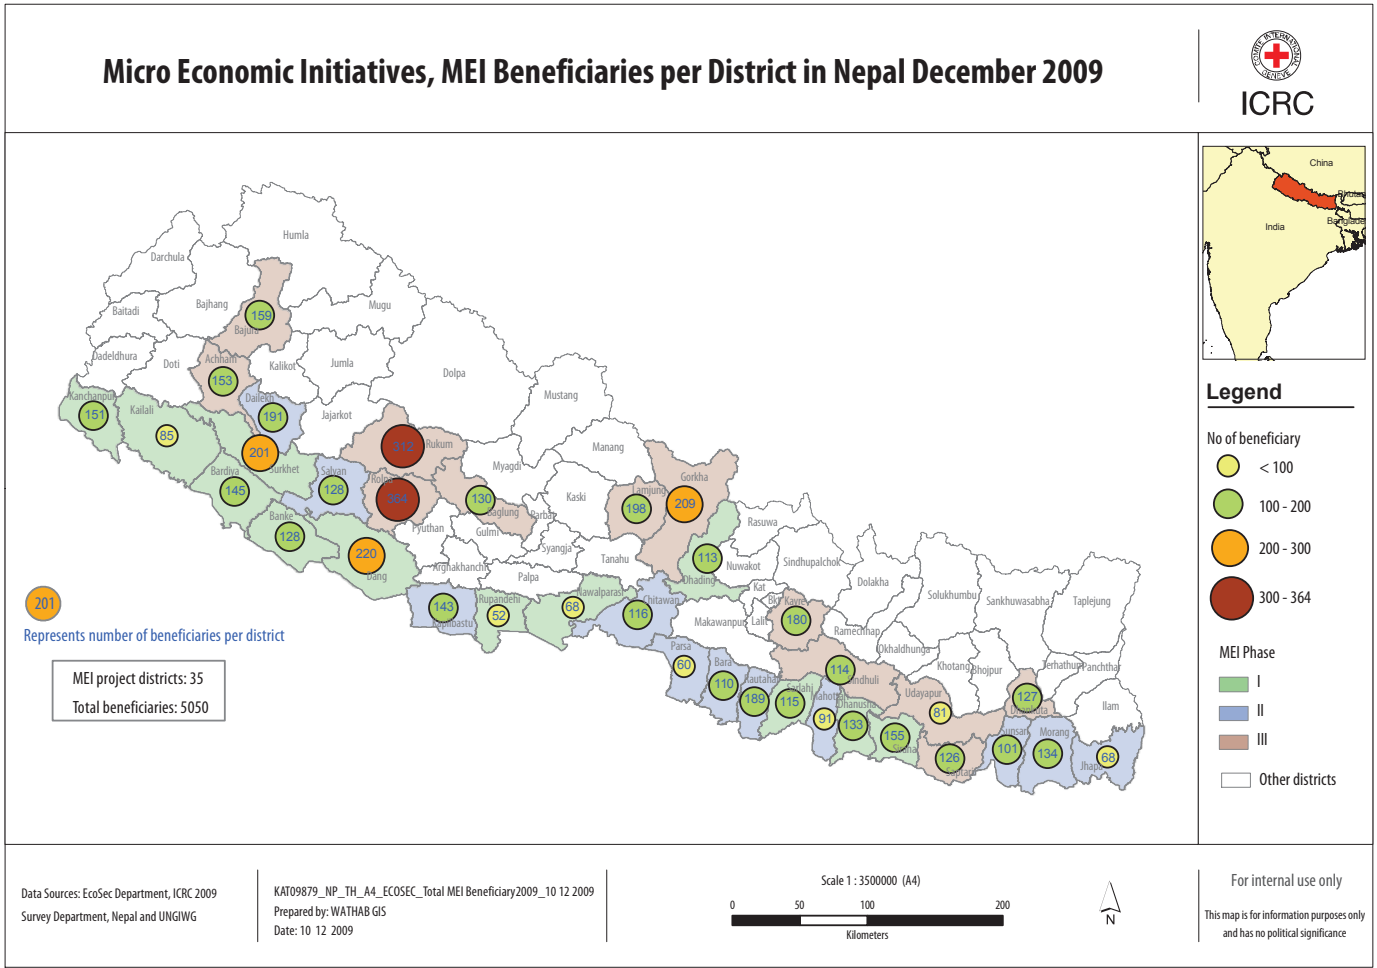 Micro Economic Initiatives, MEI Beneficiaries per District in Nepal December 2009
COMITE INTERNATIONAL GENEVE
ICRC
China
Bhutan
India
Banglade
Legend
No of beneficiary
< 100
100 - 200
200 - 300
300 - 364
MEI Phase
I
II
III
Other districts
Humla
Darchula
Bajhang
Mugu
Baitadi
159
Bajura
Dadeldhura
Doti
Achham
Kalikot
Jumla
Dolpa
153
Mustang
Kanchanpur
151
Kailali
85
Dailekh
191
Jajarkot
312
Rukum
Manang
201
Surkhet
Bardiya
145
Salyan
128
Rolpa
364
Myagdi
130
Baglung
Parbat
Kaski
Lamjung
198
Gorkha
209
Banke
128
Pyuthan
Gulmi
Syangja
Tanahu
Rasuwa
113
Nuwakot
Dhading
Sindhupalchok
220
Dang
Arghakhanchi
Palpa
Nawalparasi
68
Chitawan
116
Kat
Bkt
Kavre
180
Lalit
Makawanpur
Dolakha
Solukhumbu
Sankhuwasabha
Taplejung
143
Kapilbastu
Rupandehi
52
Ramechhap
Okhaldhunga
Khotang
Bhojpur
Terhathum
Panchthar
Parsa
60
Bara
110
Rautahat
189
Sarlahi
115
Mahottari
91
114
Sindhuli
Dhanusha
133
155
Siraha
Udayapur
81
126
Saptari
127
Dhankuta
Sunsari
101
Morang
134
Ilam
Jhapa
68
201
Represents number of beneficiaries per district
MEI project districts: 35
Total beneficiaries: 5050
Data Sources: EcoSec Department, ICRC 2009
Survey Department, Nepal and UNGIWG
KAT09879_NP_TH_A4_ECOSEC_Total MEI Beneficiary2009_10 12 2009
Prepared by: WATHAB GIS
Date: 10 12 2009
Scale 1 : 3500000 (A4)
0 50 100 200
Kilometers
N
For internal use only
This map is for information purposes only
and has no political significance